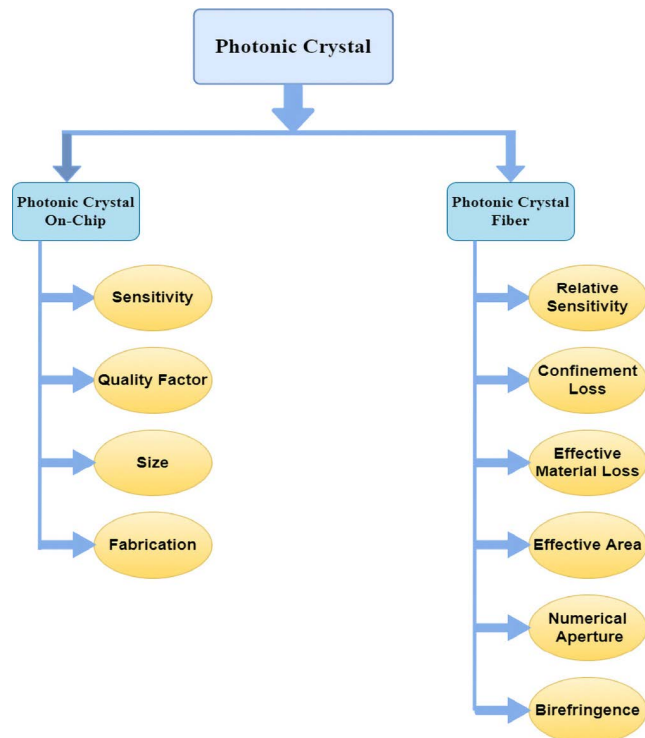 Photonic Crystal
Photonic Crystal
On-Chip
Sensitivity
Quality Factor
Size
Fabrication
Photonic Crystal
Fiber
Relative
Sensitivity
Confinement
Loss
Effective
Material Loss
Effective Area
Numerical
Aperture
Birefringence